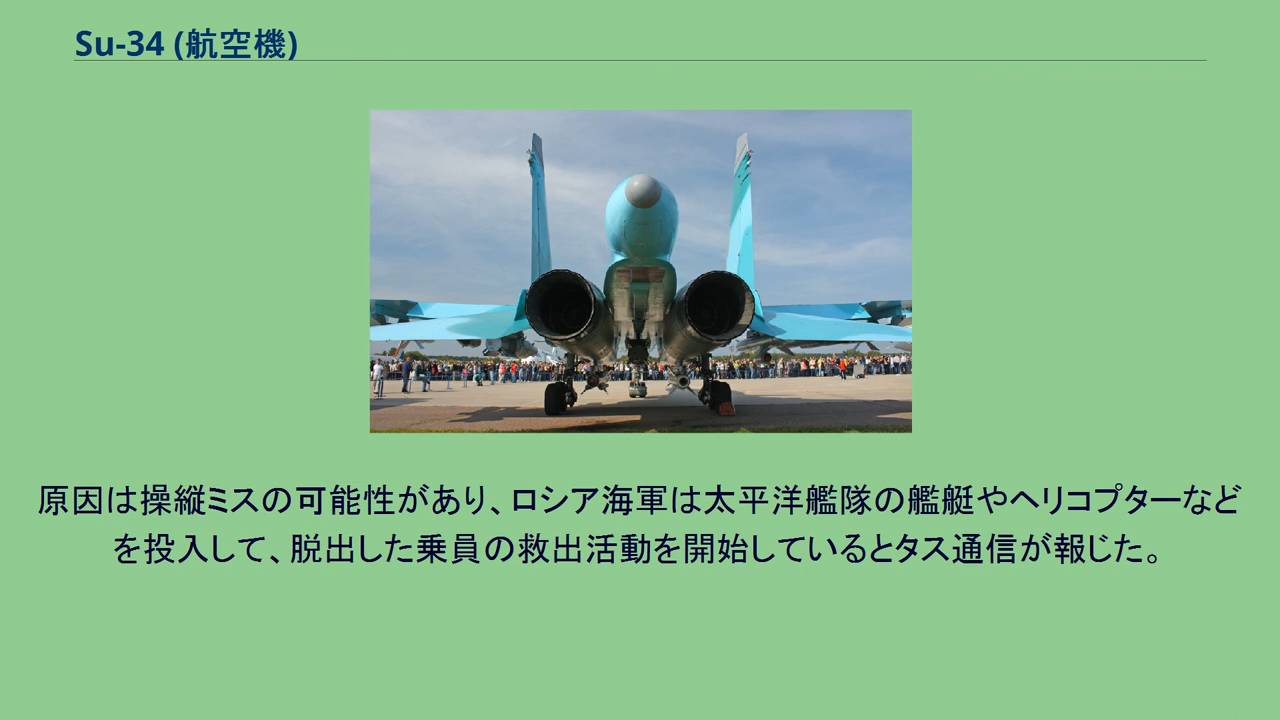 Su-34 (航空機)
原因は操縦ミスの可能性があり、ロシア海軍は太平洋艦隊の艦艇やヘリコプターなど
を投入して、脱出した乗員の救出活動を開始しているとタス通信が報じた。